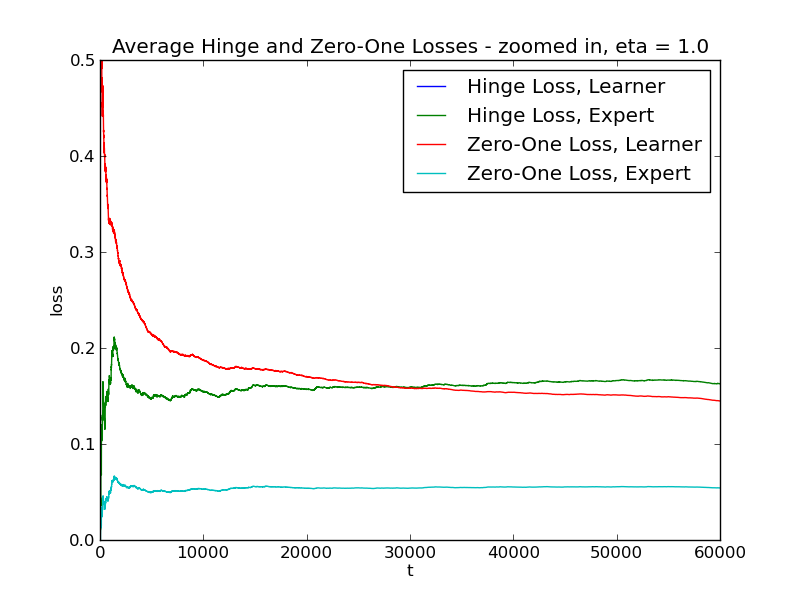 Average Hinge and Zero-One Losses - zoomed in, eta = 1.0
Hinge Loss, Learner
Hinge Loss, Expert
Zero-One Loss, Learner
Zero-One Loss, Expert
0.5
0.4
0.3
0.2
0.1
0.0
loss
0 10000 20000 30000 40000 50000 60000
t